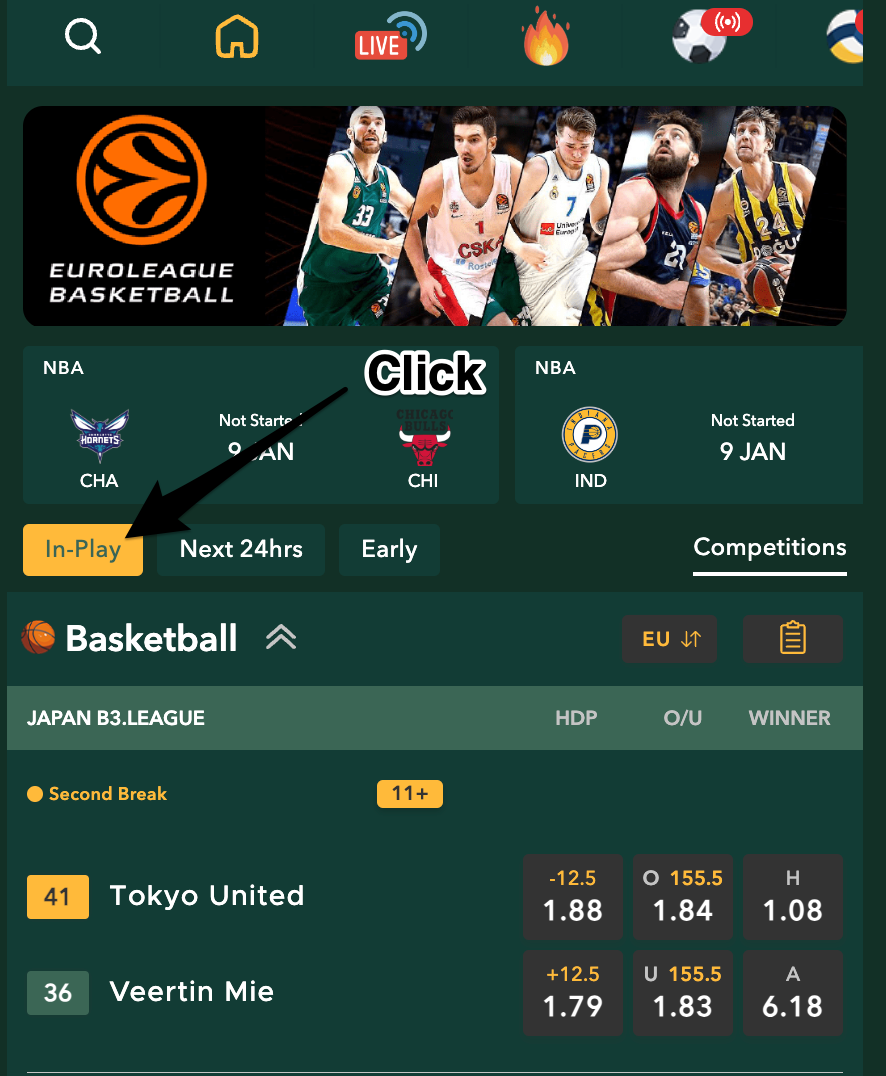 LIVE
EUROLEAGUE
BASKETBALL
33
1
CSKA
7
24
NBA
Click
NBA
CHICAGO
BULLS
HORNETS
INDIANA
PACERS
Not Started
Not Started
9 JAN
9 JAN
CHA
CHI
IND
In-Play
Next 24hrs
Early
Competitions
Basketball
EU
JAPAN B3.LEAGUE
HDP
O/U
WINNER
Second Break
11+
41
Tokyo United
-12.5
O 155.5
H
1.88
1.84
1.08
36
Veertin Mie
+12.5
U 155.5
A
1.79
1.83
6.18